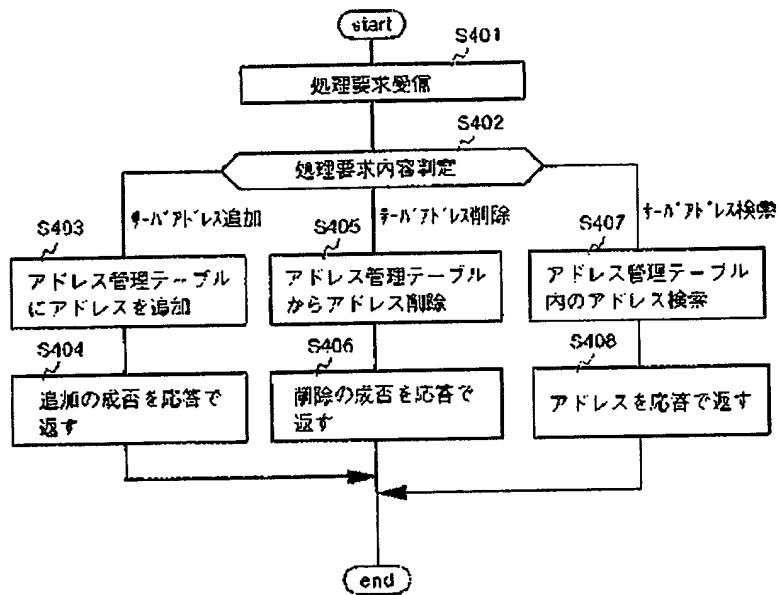 start
S401
処理要求受信
S402
処理要求内容判定
サーバアドレス追加
サーバアドレス削除
サーバアドレス検索
S403
アドレス管理テーブル
にアドレスを追加
S405
アドレス管理テーブル
からアドレス削除
S407
アドレス管理テーブル
内のアドレス検索
S404
追加の成否を応答で
返す
S406
削除の成否を応答で
返す
S408
アドレスを応答で返す
end